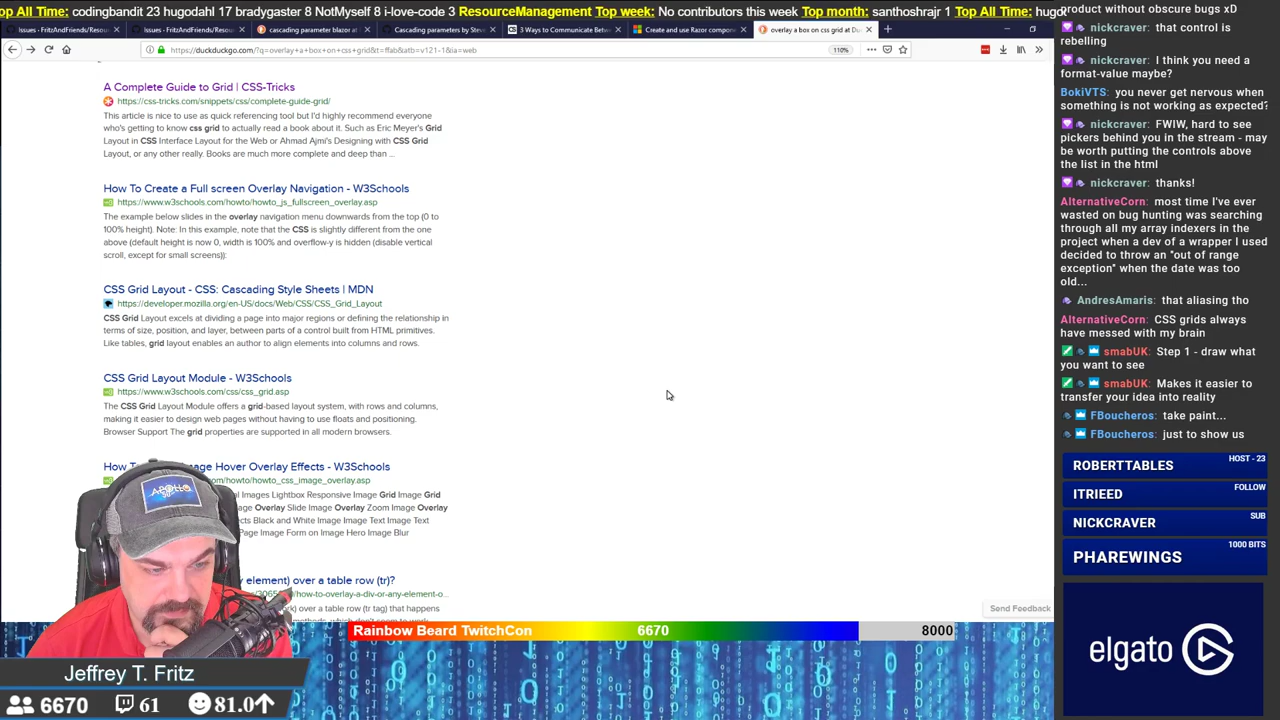 op All Time: codingbandit 23 hugodahl 17 bradygaster 8 NotMyself 8 i-love-code 3 ResourceManagement Top week: No contributors this week Top month: santhoshrajr 1 Top All Time: hugod
Issues - FritzAndFriends/Resou
Issues - FritzAndFriends/Resou
cascading parameter blazor at
Cascading parameters by Steve
3 Ways to Communicate Betw
Create and use Razor compone
overlay a box on css grid at Du
https://duckduckgo.com/?q=overlay+a+box+on+css+grid&t=ffab&atb=v121-1&ia=web
110%
A Complete Guide to Grid | CSS-Tricks
https://css-tricks.com/snippets/css/complete-guide-grid/
This article is nice to use as quick referencing tool but I'd highly recommend everyone
who's getting to know css grid to actually read a book about it. Such as Eric Meyer's Grid
Layout in CSS Interface Layout for the Web or Ahmad Ajmi's Designing with CSS Grid
Layout, or any other really. Books are much more complete and deep than ...
How To Create a Full screen Overlay Navigation - W3Schools
https://www.w3schools.com/howto/howto_js_fullscreen_overlay.asp
The example below slides in the overlay navigation menu downwards from the top (0 to
100% height). Note: In this example, note that the CSS is slightly different from the one
above (default height is now 0, width is 100% and overflow-y is hidden (disable vertical
scroll, except for small screens)):
CSS Grid Layout - CSS: Cascading Style Sheets | MDN
https://developer.mozilla.org/en-US/docs/Web/CSS/CSS_Grid_Layout
CSS Grid Layout excels at dividing a page into major regions or defining the relationship in
terms of size, position, and layer, between parts of a control built from HTML primitives.
Like tables, grid layout enables an author to align elements into columns and rows.
CSS Grid Layout Module - W3Schools
https://www.w3schools.com/css/css_grid.asp
The CSS Grid Layout Module offers a grid-based layout system, with rows and columns,
making it easier to design web pages without having to use floats and positioning.
Browser Support The grid properties are supported in all modern browsers.
How T
mage Hover Overlay Effects - W3Schools
.com/howto/howto_css_image_overlay.asp
al Images Lightbox Responsive Image Grid Image Grid
age Overlay Slide Image Overlay Zoom Image Overlay
ects Black and White Image Image Text Image Text
Page Image Form on Image Hero Image Blur
element) over a table row (tr)?
/how-to-overlay-a-div-or-any-element-o...
) over a table row (tr tag) that happens
Send Feedback
product without obscure bugs xD
nickcraver: that control is
rebelling
nickcraver: I think you need a
format-value maybe?
BokiVTS: you never get nervous when
something is not working as expected?
nickcraver: FWIW, hard to see
pickers behind you in the stream - may
be worth putting the controls above
the list in the html
nickcraver: thanks!
AlternativeCorn: most time I've ever
wasted on bug hunting was searching
through all my array indexers in the
project when a dev of a wrapper I used
decided to throw an "out of range
exception" when the date was too
old...
AndresAmaris: that aliasing tho
AlternativeCorn: CSS grids always
have messed with my brain
smabUK: Step 1 - draw what
you want to see
smabUK: Makes it easier to
transfer your idea into reality
FBoucheros: take paint...
FBoucheros: just to show us
ROBERTTABLES HOST - 23
ITRIEED FOLLOW
NICKCRAVER SUB
PHAREWINGS 1000 BITS
elgato
Rainbow Beard TwitchCon 6670 8000
Jeffrey T. Fritz
6670 61 81.0
APOLLO